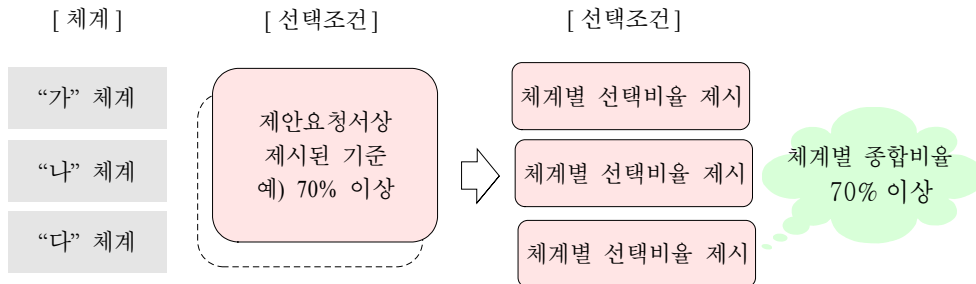 [ 체계 ]
[ 선택조건 ]
[ 선택조건 ]
“가” 체계
“나” 체계
“다” 체계
제안요청서상
제시된 기준
예) 70% 이상
체계별 선택비율 제시
체계별 선택비율 제시
체계별 선택비율 제시
체계별 종합비율
70% 이상